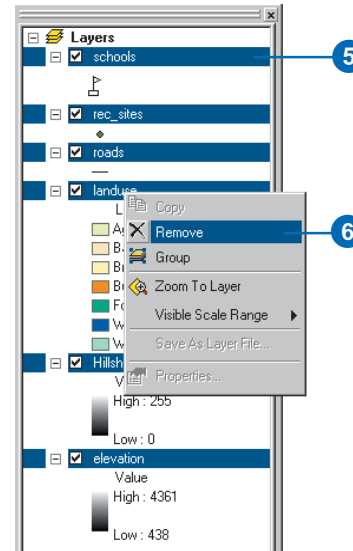 Layers
schools
5
rec_sites
roads
landuse
Copy
Remove
6
Group
Zoom To Layer
Visible Scale Range
Save As Layer File...
Properties...
Hillsh
High : 255
Low : 0
elevation
Value
High : 4361
Low : 438